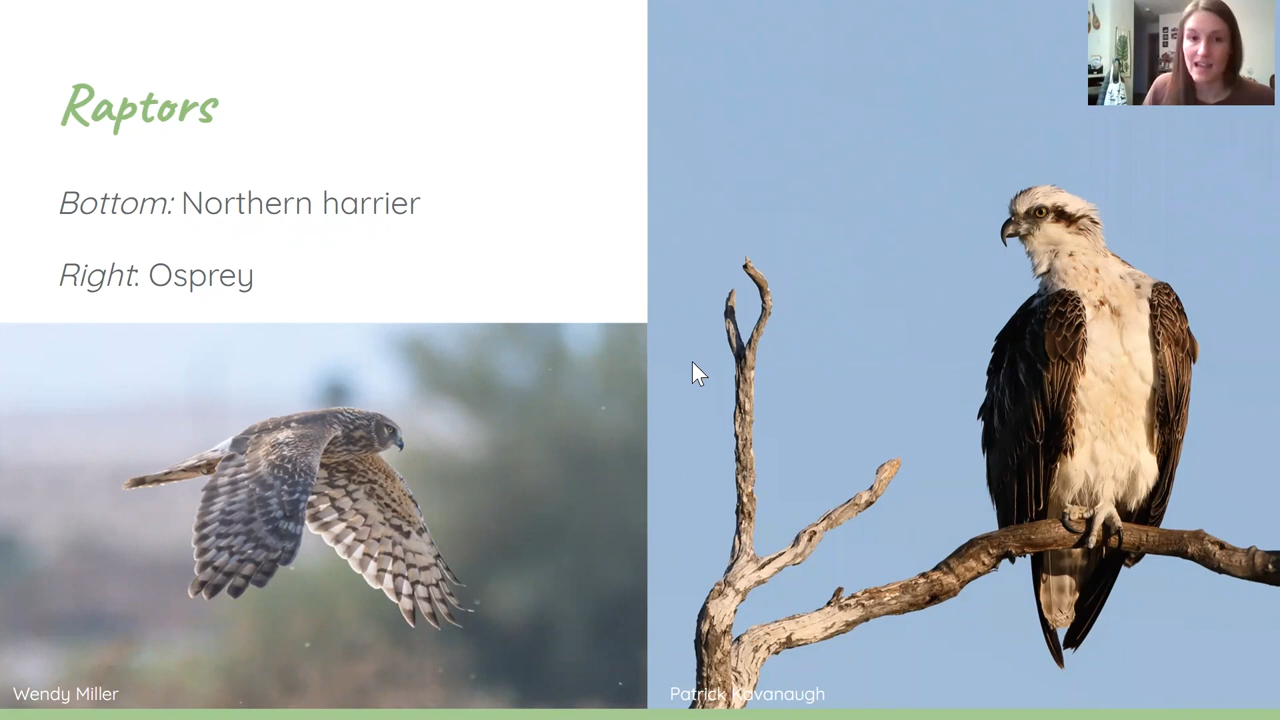 Raptors
Bottom: Northern harrier
Right: Osprey
Wendy Miller
Patrick Kavanaugh